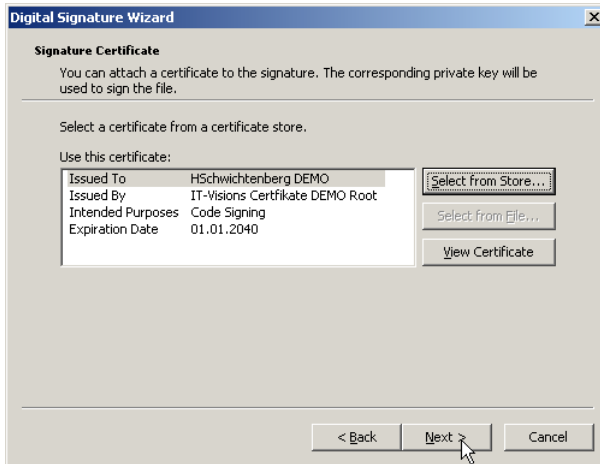 Digital Signature Wizard
Signature Certificate
You can attach a certificate to the signature. The corresponding private key will be
used to sign the file.
Select a certificate from a certificate store.
Use this certificate:
Issued To HSchwichtenberg DEMO
Issued By IT-Visions Certfikate DEMO Root
Intended Purposes Code Signing
Expiration Date 01.01.2040
Select from Store...
Select from File...
View Certificate
< Back
Next >
Cancel